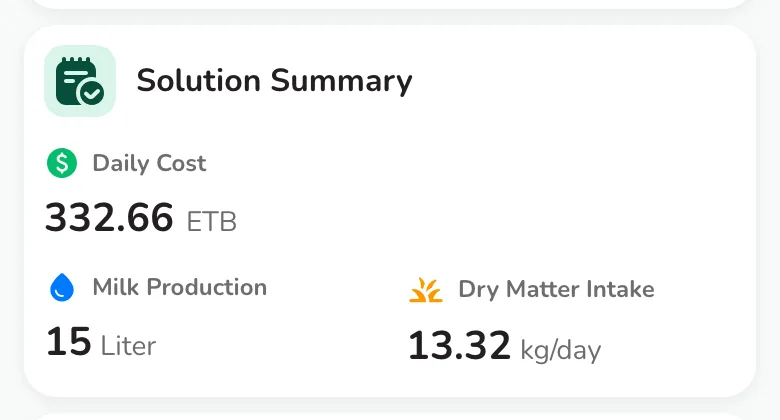 Solution Summary
Daily Cost
332.66 ETB
Milk Production
15 Liter
Dry Matter Intake
13.32 kg/day